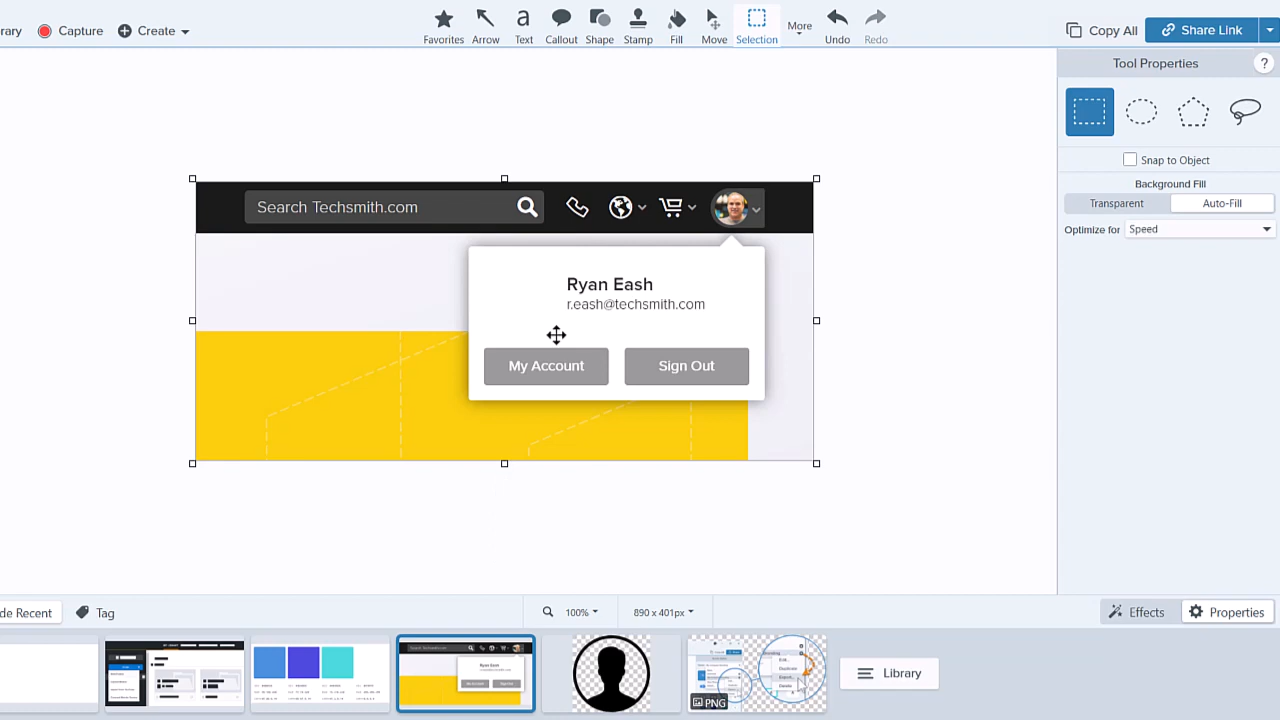 rary
Capture
Create
Favorites
Arrow
Text
Callout
Shape
Stamp
Fill
Move
Selection
More
Undo
Redo
Copy All
Share Link
Tool Properties
?
a
Snap to Object
Background Fill
Transparent
Auto-Fill
Optimize for
Speed
Search Techsmith.com
Ryan Eash
r.eash@techsmith.com
My Account
Sign Out
de Recent
Tag
100%
890 x 401px
Effects
Properties
PNG
Library